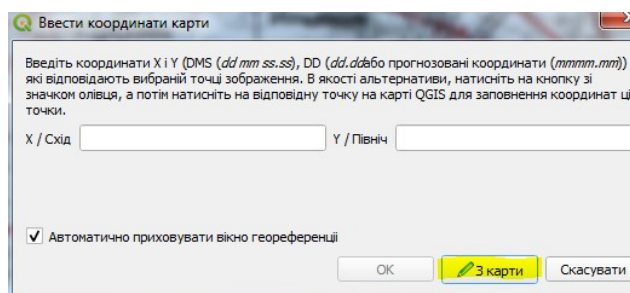 Ввести координати карти
Введіть координати X і Y (DMS (dd mm ss.ss), DD (dd.ddабо прогнозовані координати (mmmm.mm))
які відповідають вибраній точці зображення. В якості альтернативи, натисніть на кнопку зі
значком олівця, а потім натисніть на відповідну точку на карті QGIS для заповнення координат ці
точки.
X / Схід Y / Північ
Автоматично приховувати вікно геореференції
OK З карти Скасувати